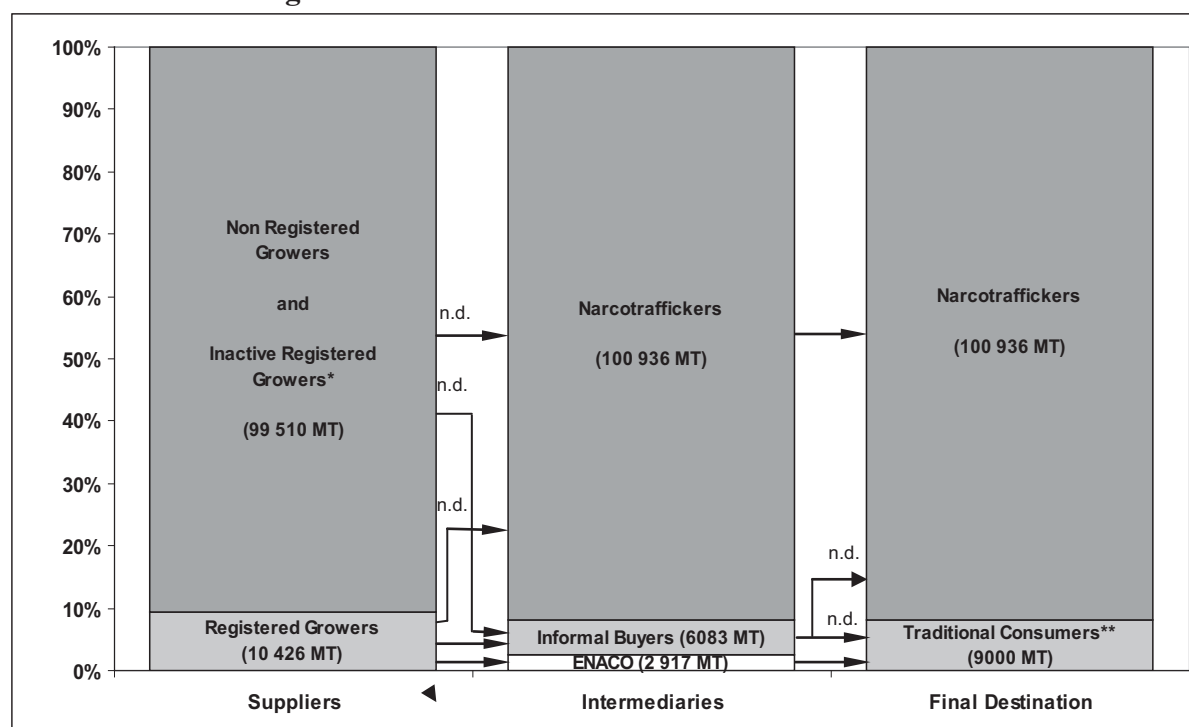 100%
90%
80%
70%
60%
50%
40%
30%
20%
10%
0%
Non Registered
Growers
and
Inactive Registered
Growers*
(99 510 MT)
Registered Growers
(10 426 MT)
n.d.
n.d.
n.d.
Narcotraffickers
(100 936 MT)
Informal Buyers (6083 MT)
ENACO (2 917 MT)
n.d.
n.d.
Narcotraffickers
(100 936 MT)
Traditional Consumers**
(9000 MT)
Suppliers
Intermediaries
Final Destination